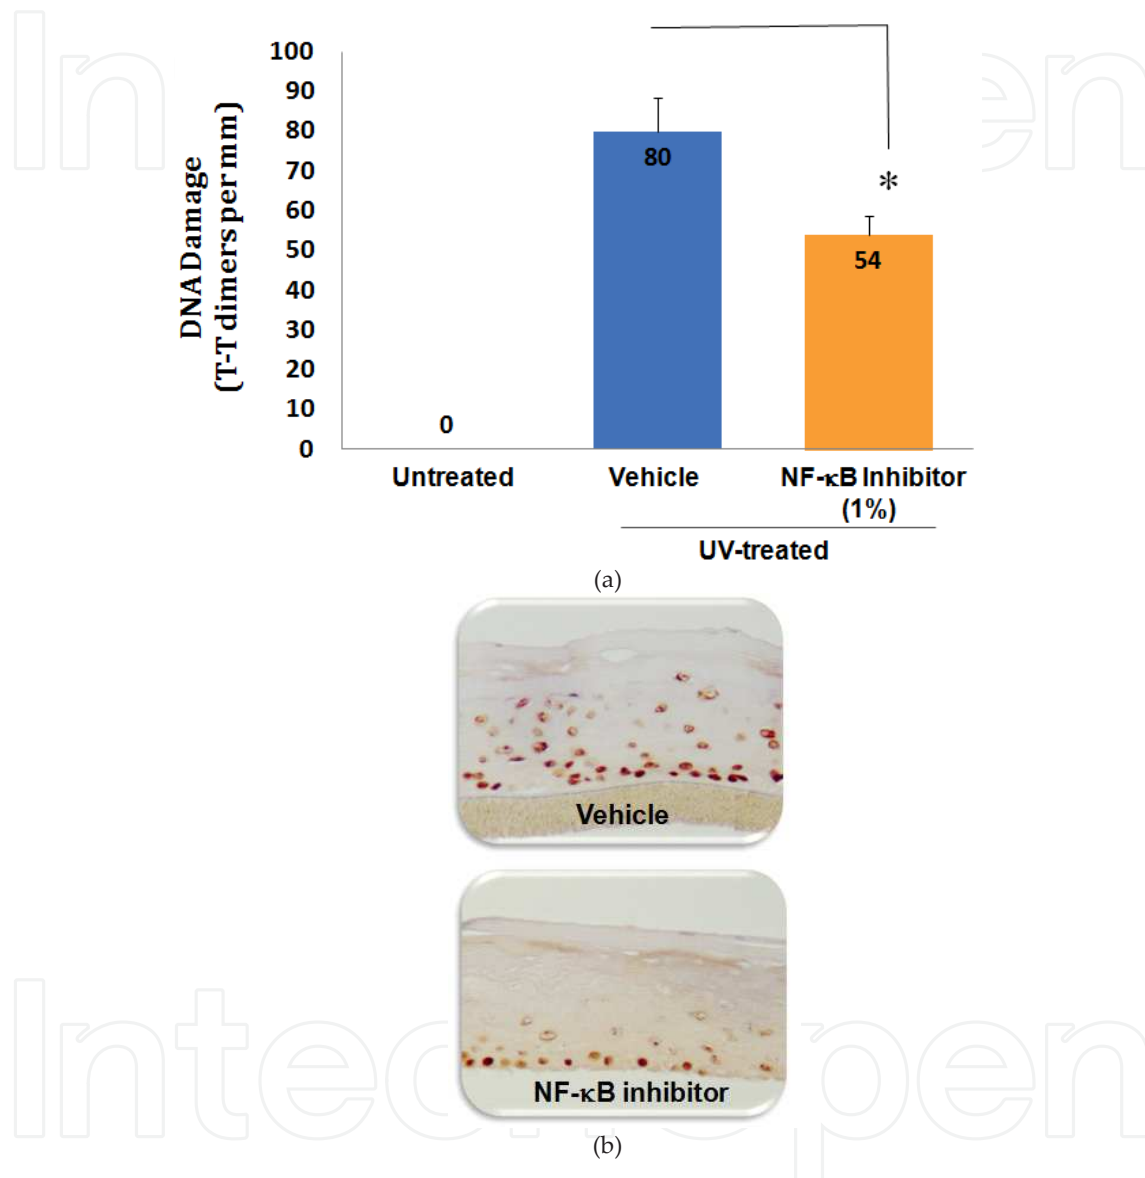 100
90
80
70
60
50
40
30
20
10
0
DNA Damage
(T-T dimers per mm)
0
80
54
*
Untreated
Vehicle
NF-κB Inhibitor
(1%)
UV-treated
(a)
Vehicle
NF-κB inhibitor
(b)